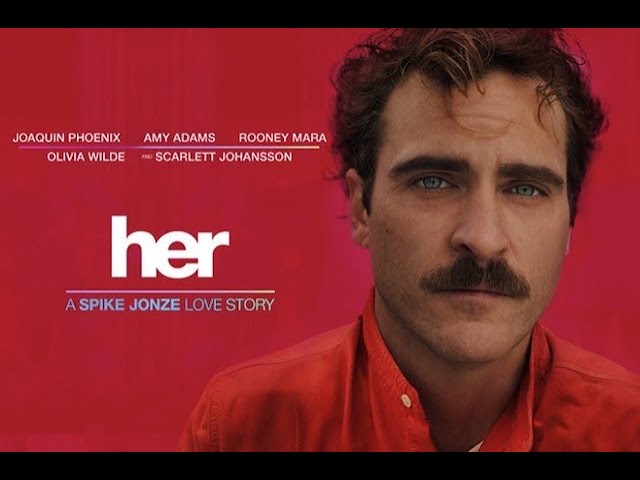 JOAQUIN PHOENIX AMY ADAMS ROONEY MARA
OLIVIA WILDE AND SCARLETT JOHANSSON
her
A SPIKE JONZE LOVE STORY